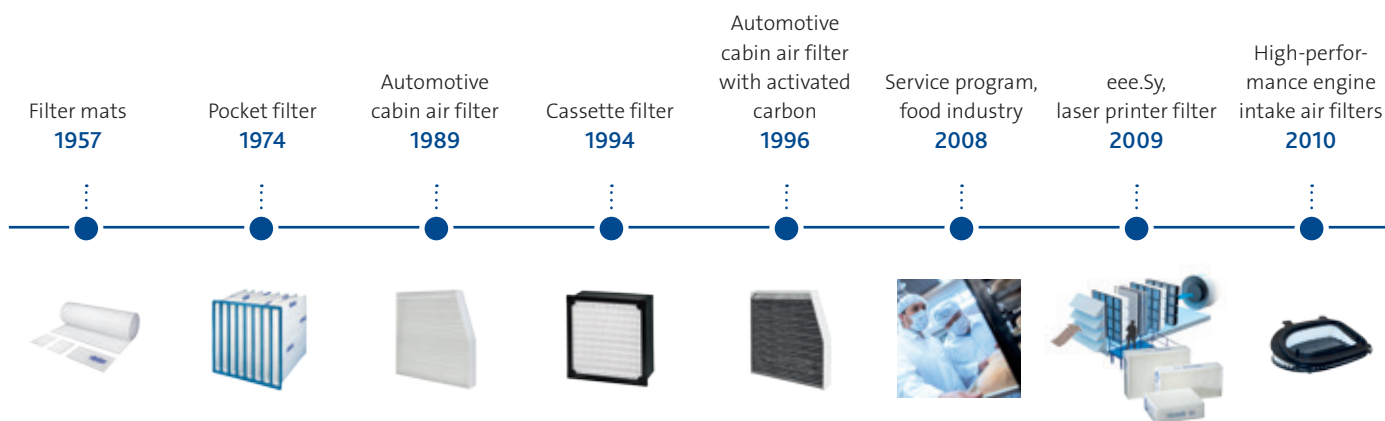 Filter mats
1957
Pocket filter
1974
Automotive
cabin air filter
1989
Cassette filter
1994
Automotive
cabin air filter
with activated
carbon
1996
Service program,
food industry
2008
eee.Sy,
laser printer filter
2009
High-perfor-
mance engine
intake air filters
2010